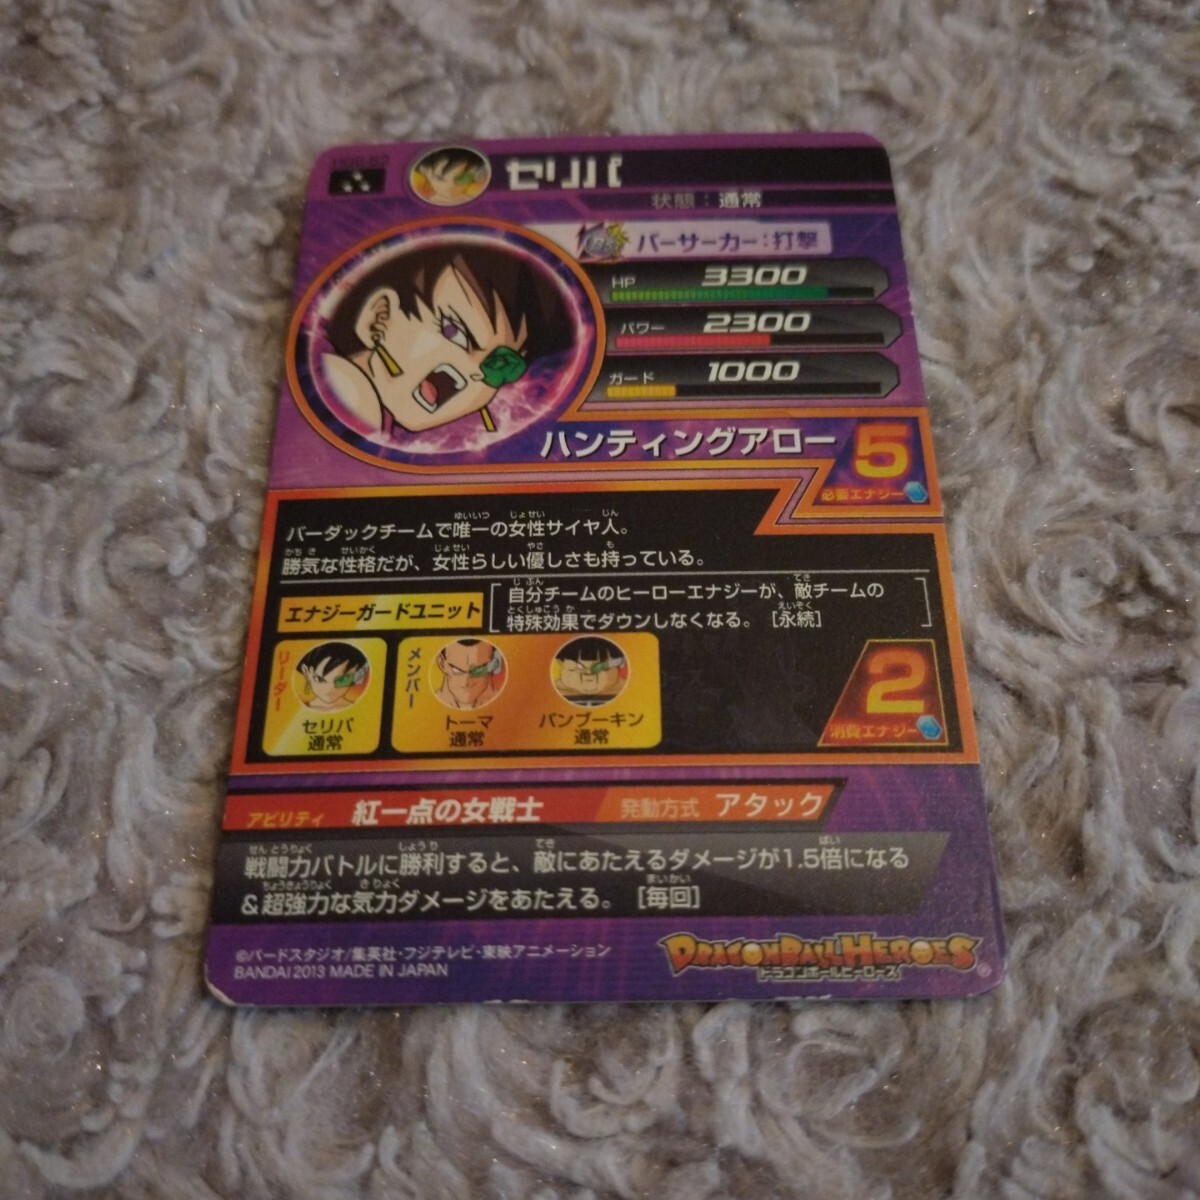 セリパ
状態：通常
バーサーカー：打撃
HP 3300
パワー 2300
ガード 1000
ハンティングアロー
5
必要エナジー
バーダックチームで唯一の女性サイヤ人。
勝気な性格だが、女性らしい優しさも持っている。
エナジーガードユニット
自分チームのヒーローエナジーが、敵チームの
特殊効果でダウンしなくなる。［永続］
リーダー
セリパ
通常
メンバー
トーマ
通常
パンブーキン
通常
2
消費エナジー
アビリティ 紅一点の女戦士 発動方式 アタック
戦闘力バトルに勝利すると、敵にあたえるダメージが1.5倍になる
＆超強力な気力ダメージをあたえる。［毎回］
©バードスタジオ/集英社・フジテレビ・東映アニメーション
BANDAI 2013 MADE IN JAPAN
DRAGONBALL HEROES
ドラゴンボールヒーローズ